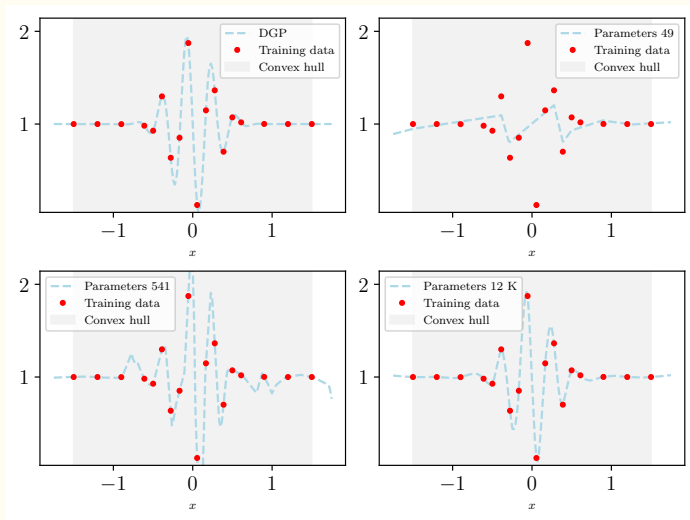 2
1
DGP
Training data
Convex hull
−1
0
1
x
2
1
Parameters 49
Training data
Convex hull
−1
0
1
x
2
1
Parameters 541
Training data
Convex hull
−1
0
1
x
2
1
Parameters 12 K
Training data
Convex hull
−1
0
1
x